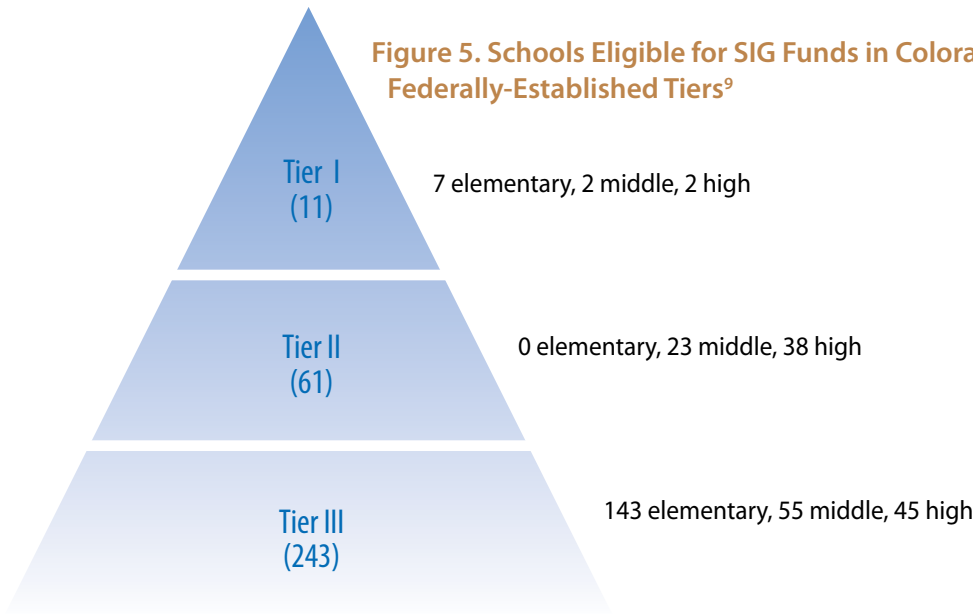 Figure 5. Schools Eligible for SIG Funds in Colora
Federally-Established Tiers⁹
Tier I
(11)
7 elementary, 2 middle, 2 high
Tier II
(61)
0 elementary, 23 middle, 38 high
Tier III
(243)
143 elementary, 55 middle, 45 high